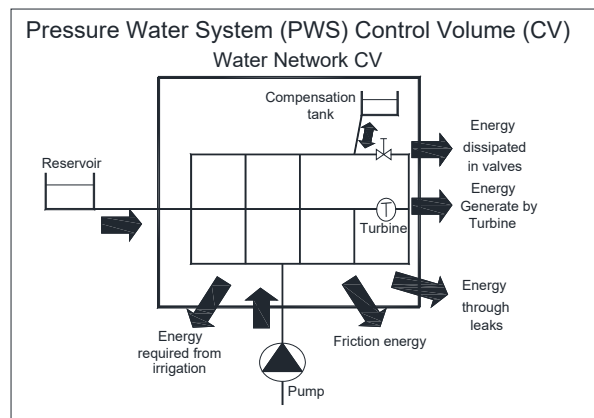 Pressure Water System (PWS) Control Volume (CV)
Water Network CV
Compensation
tank
Energy
dissipated
in valves
Reservoir
Energy
Generate by
Turbine
T
Turbine
Energy
through
leaks
Energy
required from
irrigation
Friction energy
Pump